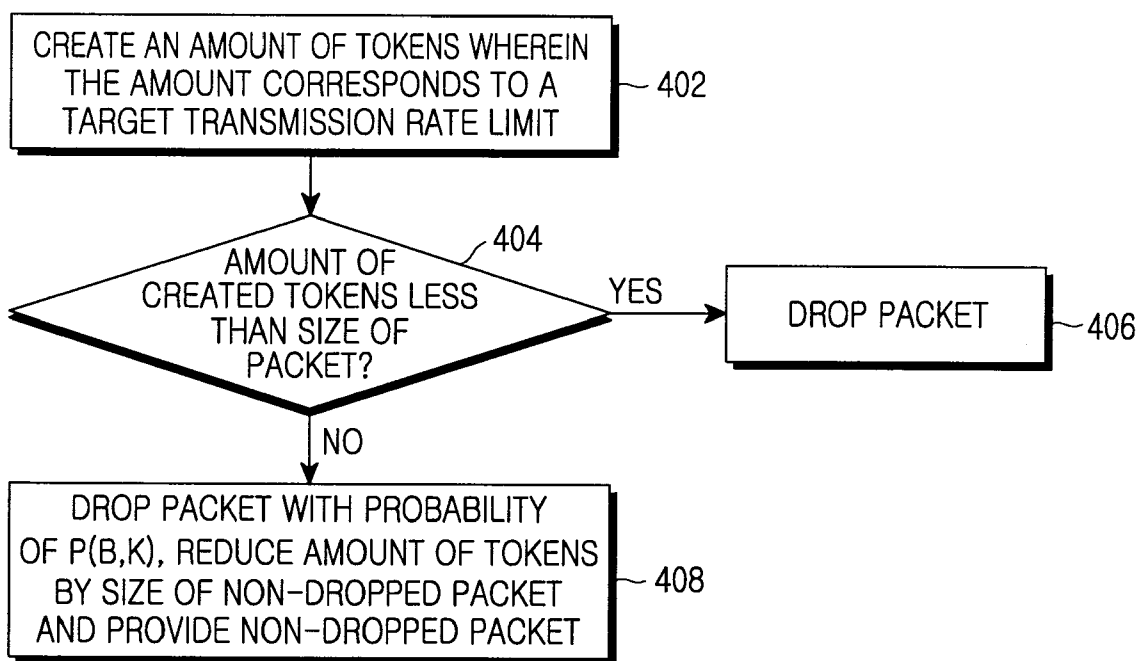 CREATE AN AMOUNT OF TOKENS WHEREIN
THE AMOUNT CORRESPONDS TO A
TARGET TRANSMISSION RATE LIMIT
402
404
AMOUNT OF
CREATED TOKENS LESS
THAN SIZE OF
PACKET?
YES
DROP PACKET
406
NO
DROP PACKET WITH PROBABILITY
OF P(B,K), REDUCE AMOUNT OF TOKENS
BY SIZE OF NON-DROPPED PACKET
AND PROVIDE NON-DROPPED PACKET
408